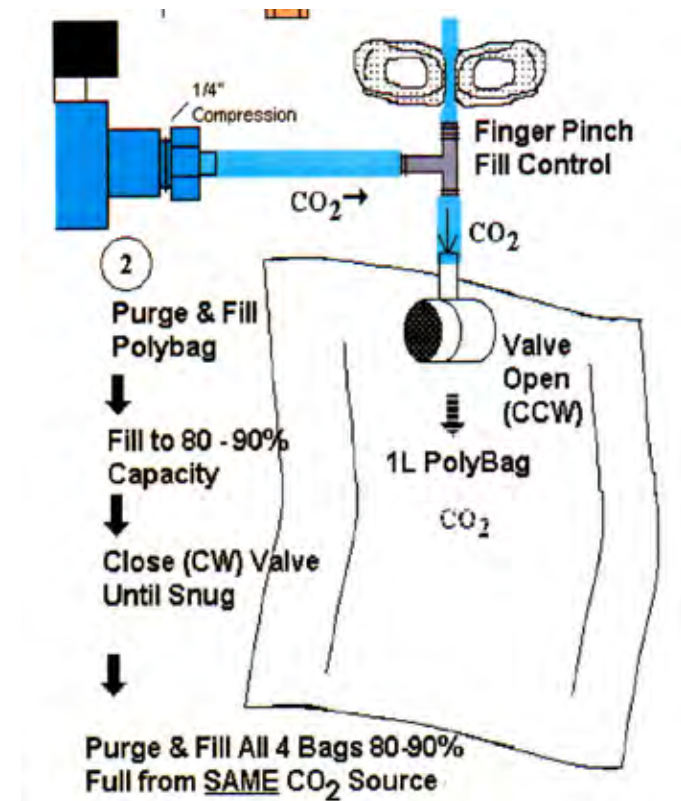 1/4"
Compression
Finger Pinch
Fill Control
CO2→
CO2
2
Purge & Fill
Polybag
Valve
Open
(CCW)
Fill to 80 - 90%
Capacity
1L PolyBag
CO2
Close (CW) Valve
Until Snug
Purge & Fill All 4 Bags 80-90%
Full from SAME CO2 Source